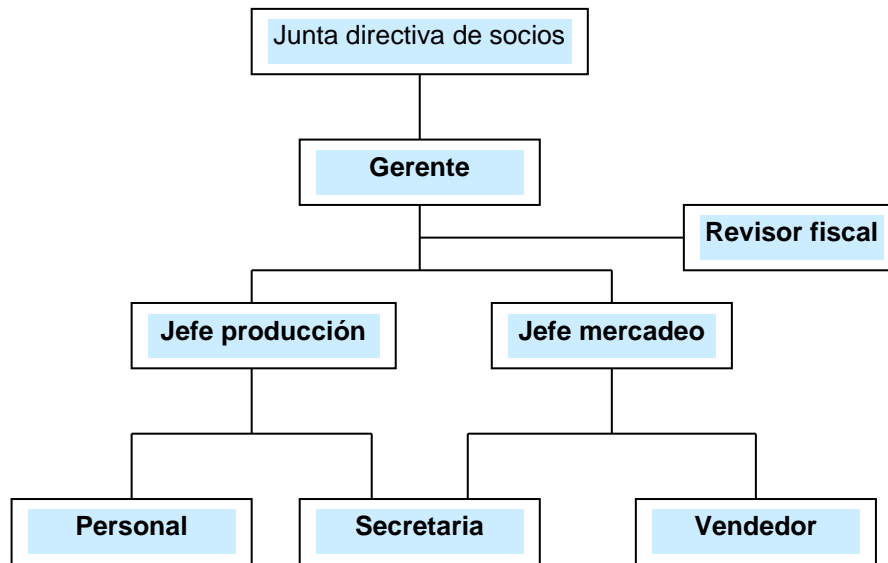 Junta directiva de socios
Gerente
Revisor fiscal
Jefe producción
Jefe mercadeo
Personal
Secretaria
Vendedor